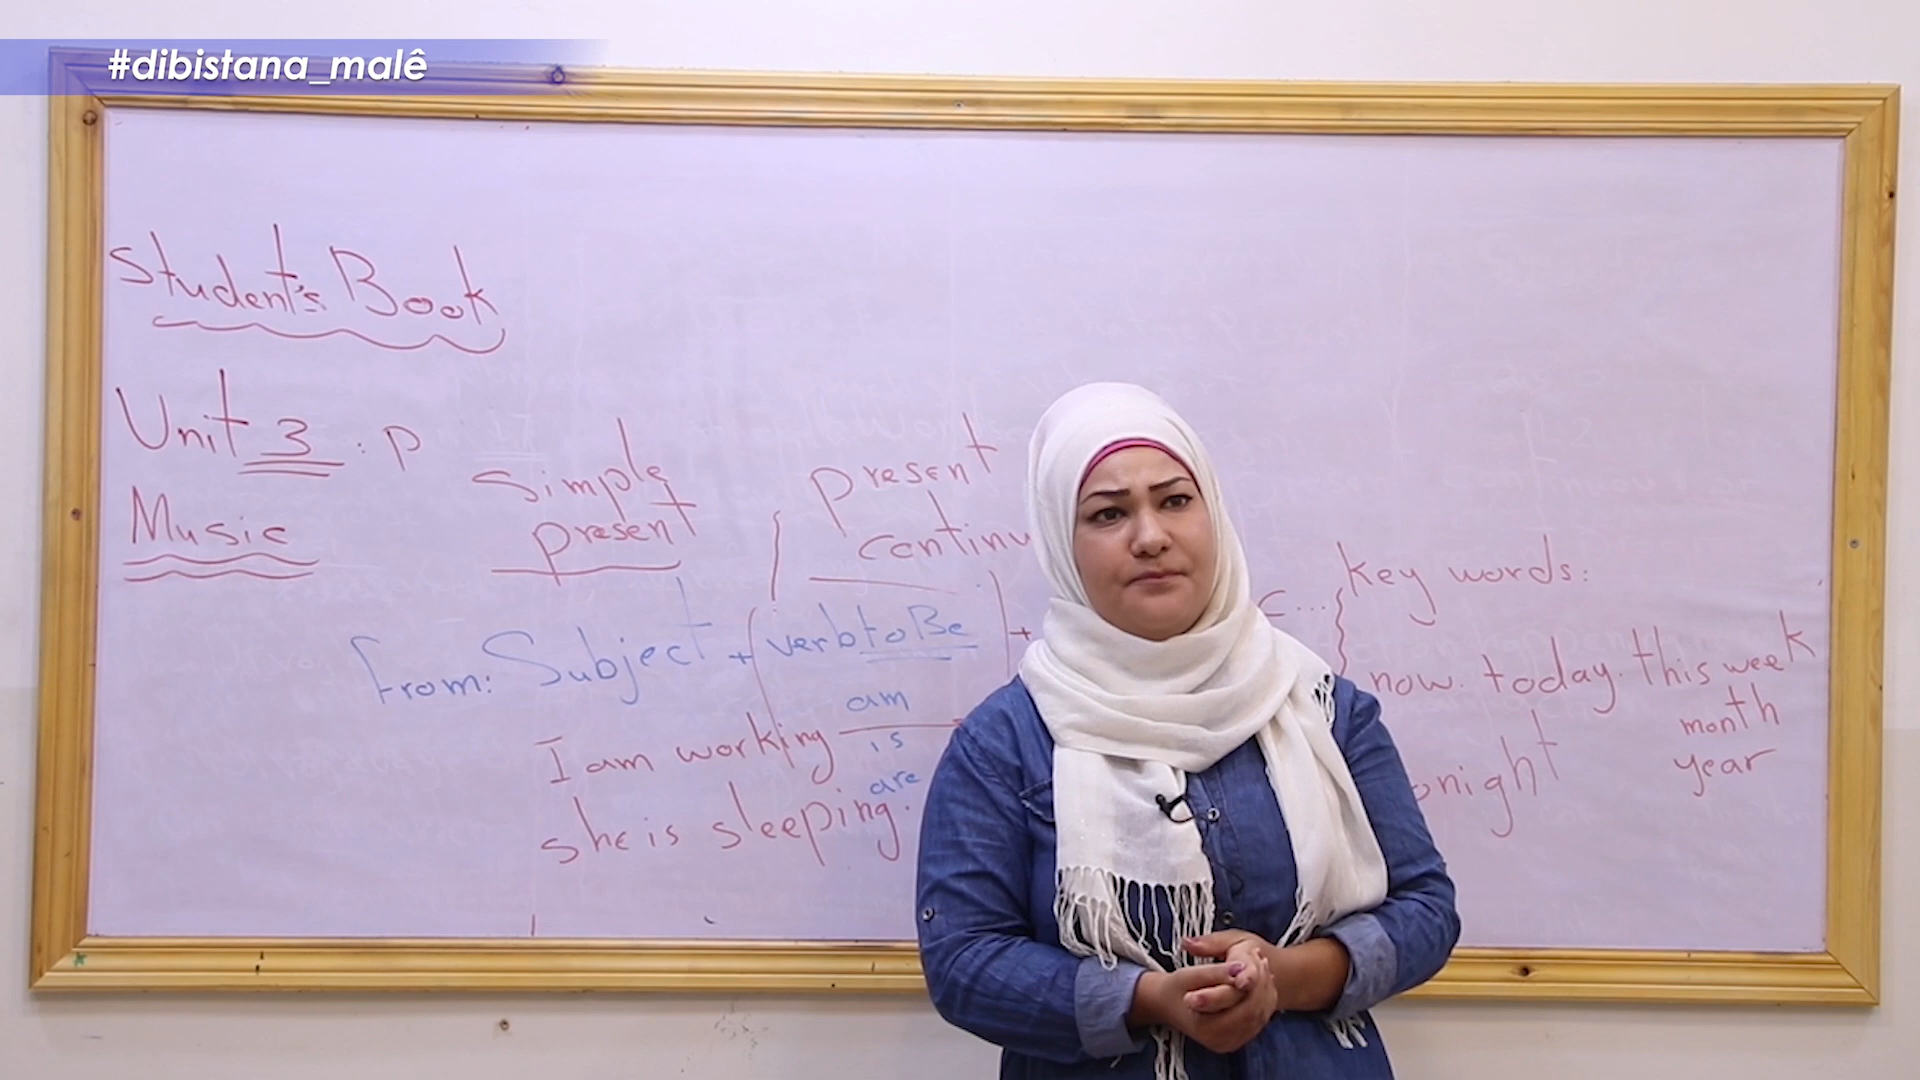 #dibistana_malê
Student's Book
Unit 3 : P
Music
Simple
present
present
continu
From: Subject + (verb to Be) +
am
is
are
I am working
she is sleeping.
key words:
now. today. this week
month
year
onight